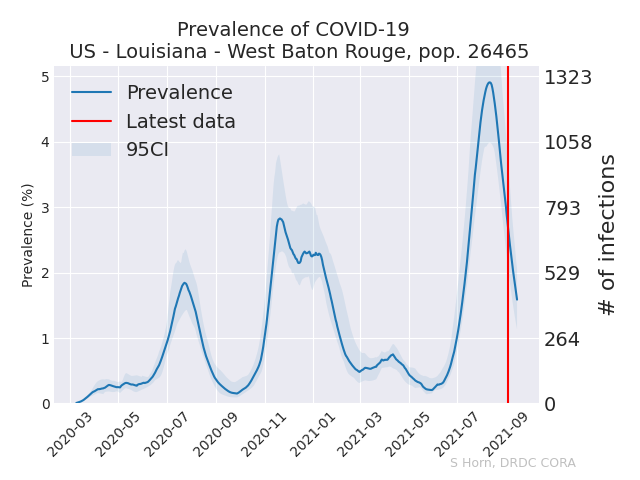 Prevalence of COVID-19
US - Louisiana - West Baton Rouge, pop. 26465
Prevalence
Latest data
95CI
Prevalence (%)
5
4
3
2
1
0
1323
1058
793
529
264
0
# of infections
2020-03
2020-05
2020-07
2020-09
2020-11
2021-01
2021-03
2021-05
2021-07
2021-09
S Horn, DRDC CORA